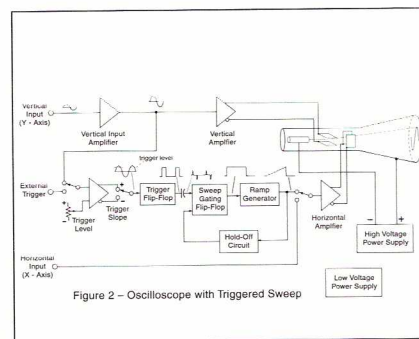 Vertical
Input
(Y - Axis)
Vertical Input
Amplifier
Vertical
Amplifier
trigger level
External
Trigger
+
-
Trigger
Level
Trigger
Slope
Trigger
Flip-Flop
Sweep
Gating
Flip-Flop
Ramp
Generator
Hold-Off
Circuit
Horizontal
Amplifier
- +
High Voltage
Power Supply
Horizontal
Input
(X - Axis)
Low Voltage
Power Supply
Figure 2 – Oscilloscope with Triggered Sweep